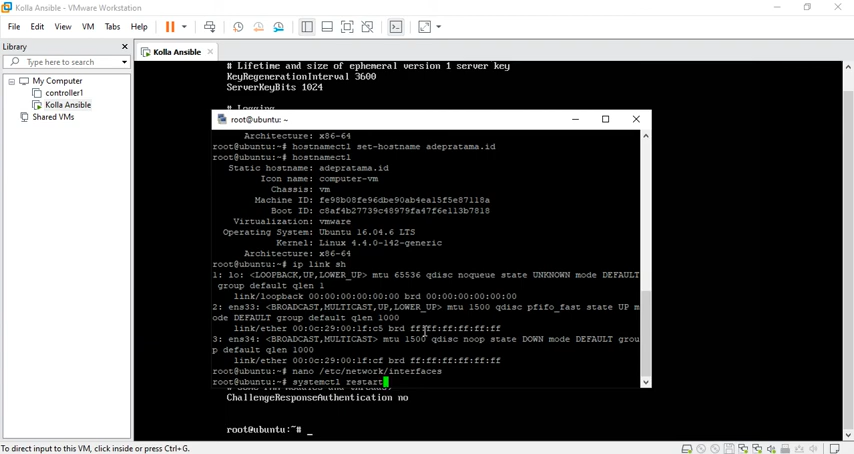 Kolla Ansible - VMware Workstation
File Edit View VM Tabs Help
Library
Type here to search
My Computer
controller1
Kolla Ansible
Shared VMs
Kolla Ansible
# Lifetime and size of ephemeral version 1 server key
KeyRegenerationInterval 3600
ServerKeyBits 1024
# Logging
root@ubuntu: ~
Architecture: x86-64
root@ubuntu:~# hostnamectl set-hostname adepratama.id
root@ubuntu:~# hostnamectl
Static hostname: adepratama.id
Icon name: computer-vm
Chassis: vm
Machine ID: fe98b08fe96dbe90ab4ea15f5e87118a
Boot ID: c8af4b27739c48979fa47f6e113b7818
Virtualization: vmware
Operating System: Ubuntu 16.04.6 LTS
Kernel: Linux 4.4.0-142-generic
Architecture: x86-64
root@ubuntu:~# ip link sh
1: lo: <LOOPBACK,UP,LOWER_UP> mtu 65536 qdisc noqueue state UNKNOWN mode DEFAULT
group default qlen 1
link/loopback 00:00:00:00:00:00 brd 00:00:00:00:00:00
2: ens33: <BROADCAST,MULTICAST,UP,LOWER_UP> mtu 1500 qdisc pfifo_fast state UP m
ode DEFAULT group default qlen 1000
link/ether 00:0c:29:00:1f:c5 brd ff:ff:ff:ff:ff:ff
3: ens34: <BROADCAST,MULTICAST> mtu 1500 qdisc noop state DOWN mode DEFAULT grou
p default qlen 1000
link/ether 00:0c:29:00:1f:cf brd ff:ff:ff:ff:ff:ff
root@ubuntu:~# nano /etc/network/interfaces
root@ubuntu:~# systemctl restart
ChallengeResponseAuthentication no
root@ubuntu:~# _
To direct input to this VM, click inside or press Ctrl+G.